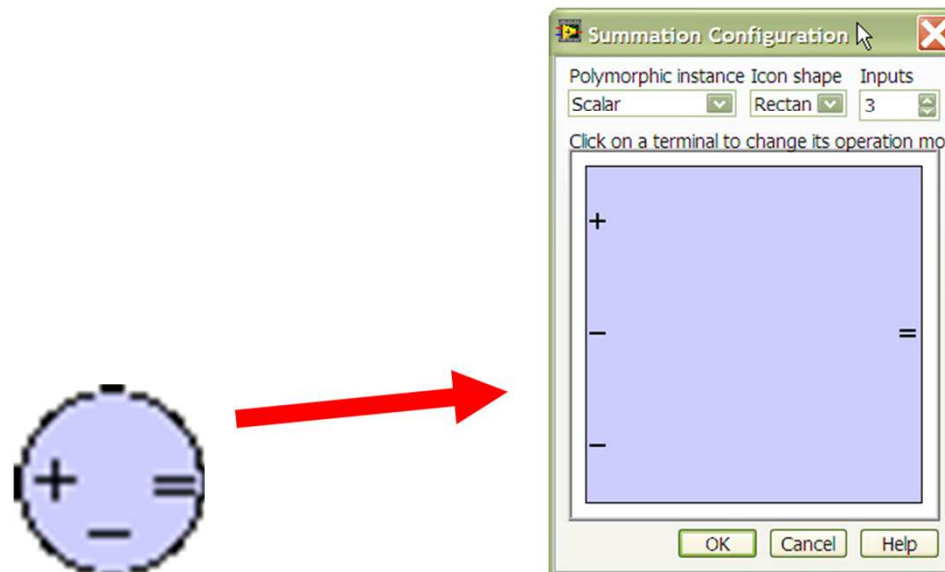 Summation Configuration
Polymorphic instance Icon shape Inputs
Scalar Rectan 3
Click on a terminal to change its operation mo
+
− =
−
+ =
−
OK Cancel Help